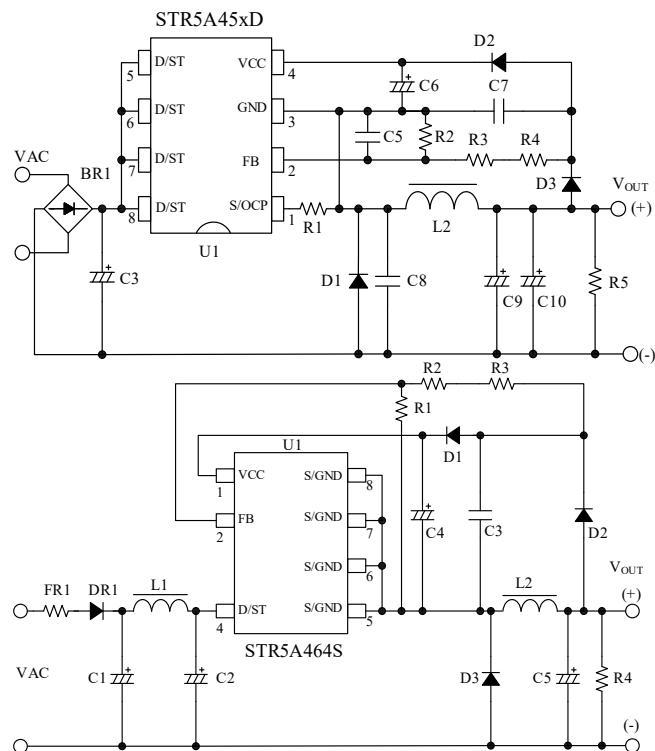 STR5A45xD
D/ST VCC D2
5 4
C6 C7
D/ST GND
6 3
C5 R2 R3 R4
VAC
D/ST FB
7 2
BR1 D3 VOUT
D/ST S/OCP (+)
8 1
R1 L2
U1
C3 D1 C8 C9 C10 R5
(-)
R2 R3
R1
U1
D1
VCC S/GND
1 8
C4 C3
FB S/GND D2
2 7
S/GND
6
VOUT
FR1 DR1 L1 L2
(+)
D/ST S/GND
4 5
STR5A464S
VAC C1 C2 D3 C5 R4
(-)